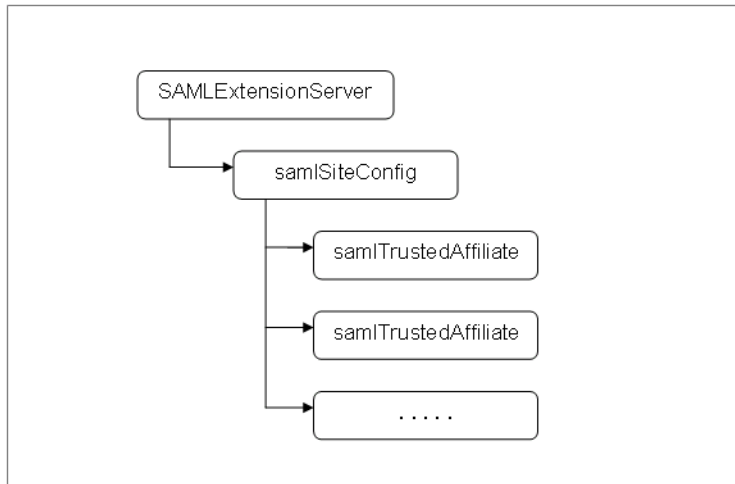 SAMLExtensionServer
samlSiteConfig
samlTrustedAffiliate
samlTrustedAffiliate
. . . . .